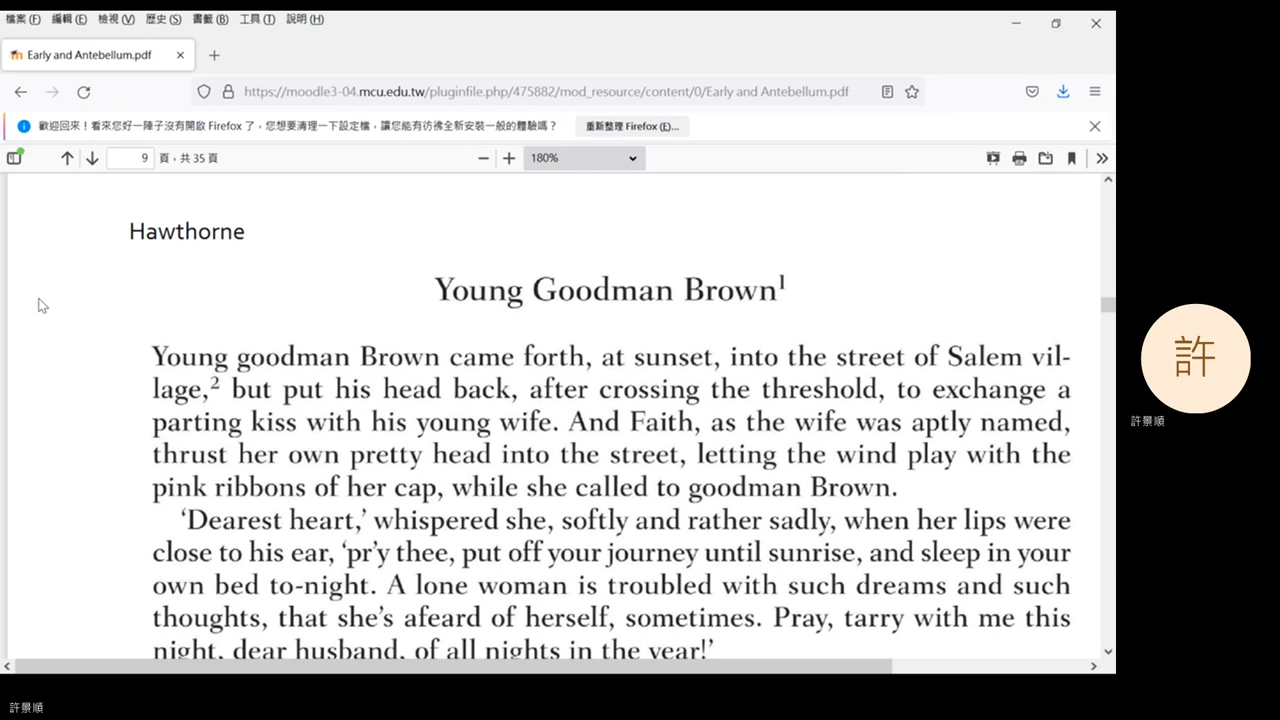 檔案(F) 編輯(E) 檢視(V) 歷史(S) 書籤(B) 工具(T) 說明(H)
Early and Antebellum.pdf
https://moodle3-04.mcu.edu.tw/pluginfile.php/475882/mod_resource/content/0/Early and Antebellum.pdf
歡迎回來！看來您好一陣子沒有開啟 Firefox 了，您想要清理一下設定檔，讓您能有彷彿全新安裝一般的體驗嗎？ 重新整理 Firefox (E)...
9 頁，共 35 頁 180%
Hawthorne
Young Goodman Brown1
Young goodman Brown came forth, at sunset, into the street of Salem vil-
lage,2 but put his head back, after crossing the threshold, to exchange a
parting kiss with his young wife. And Faith, as the wife was aptly named,
thrust her own pretty head into the street, letting the wind play with the
pink ribbons of her cap, while she called to goodman Brown.
‘Dearest heart,’ whispered she, softly and rather sadly, when her lips were
close to his ear, ‘pr’y thee, put off your journey until sunrise, and sleep in your
own bed to-night. A lone woman is troubled with such dreams and such
thoughts, that she’s afeard of herself, sometimes. Pray, tarry with me this
night, dear husband, of all nights in the year!’
許
許景順
許景順